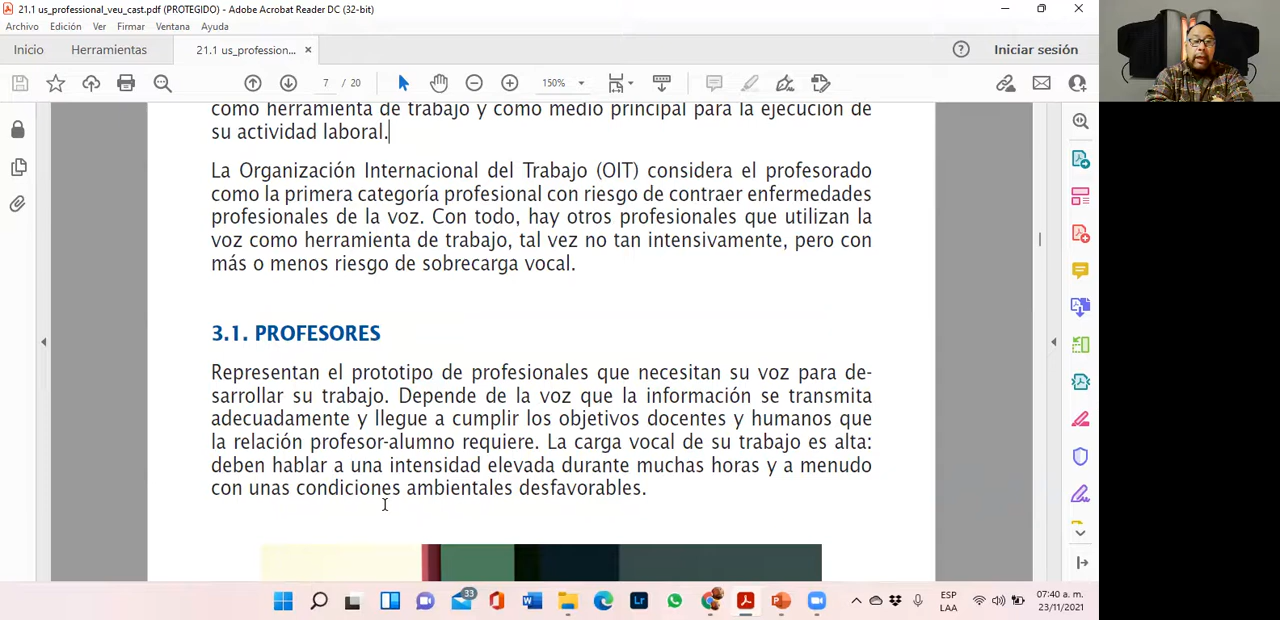 21.1 us_professional_veu_cast.pdf (PROTEGIDO) - Adobe Acrobat Reader DC (32-bit)
Archivo Edición Ver Firmar Ventana Ayuda
Inicio Herramientas 21.1 us_profession... × Iniciar sesión
7 / 20 150%
como herramienta de trabajo y como medio principal para la ejecución de
su actividad laboral.
La Organización Internacional del Trabajo (OIT) considera el profesorado
como la primera categoría profesional con riesgo de contraer enfermedades
profesionales de la voz. Con todo, hay otros profesionales que utilizan la
voz como herramienta de trabajo, tal vez no tan intensivamente, pero con
más o menos riesgo de sobrecarga vocal.
3.1. PROFESORES
Representan el prototipo de profesionales que necesitan su voz para de-
sarrollar su trabajo. Depende de la voz que la información se transmita
adecuadamente y llegue a cumplir los objetivos docentes y humanos que
la relación profesor-alumno requiere. La carga vocal de su trabajo es alta:
deben hablar a una intensidad elevada durante muchas horas y a menudo
con unas condiciones ambientales desfavorables.
33
Lr
ESP
LAA
07:40 a. m.
23/11/2021